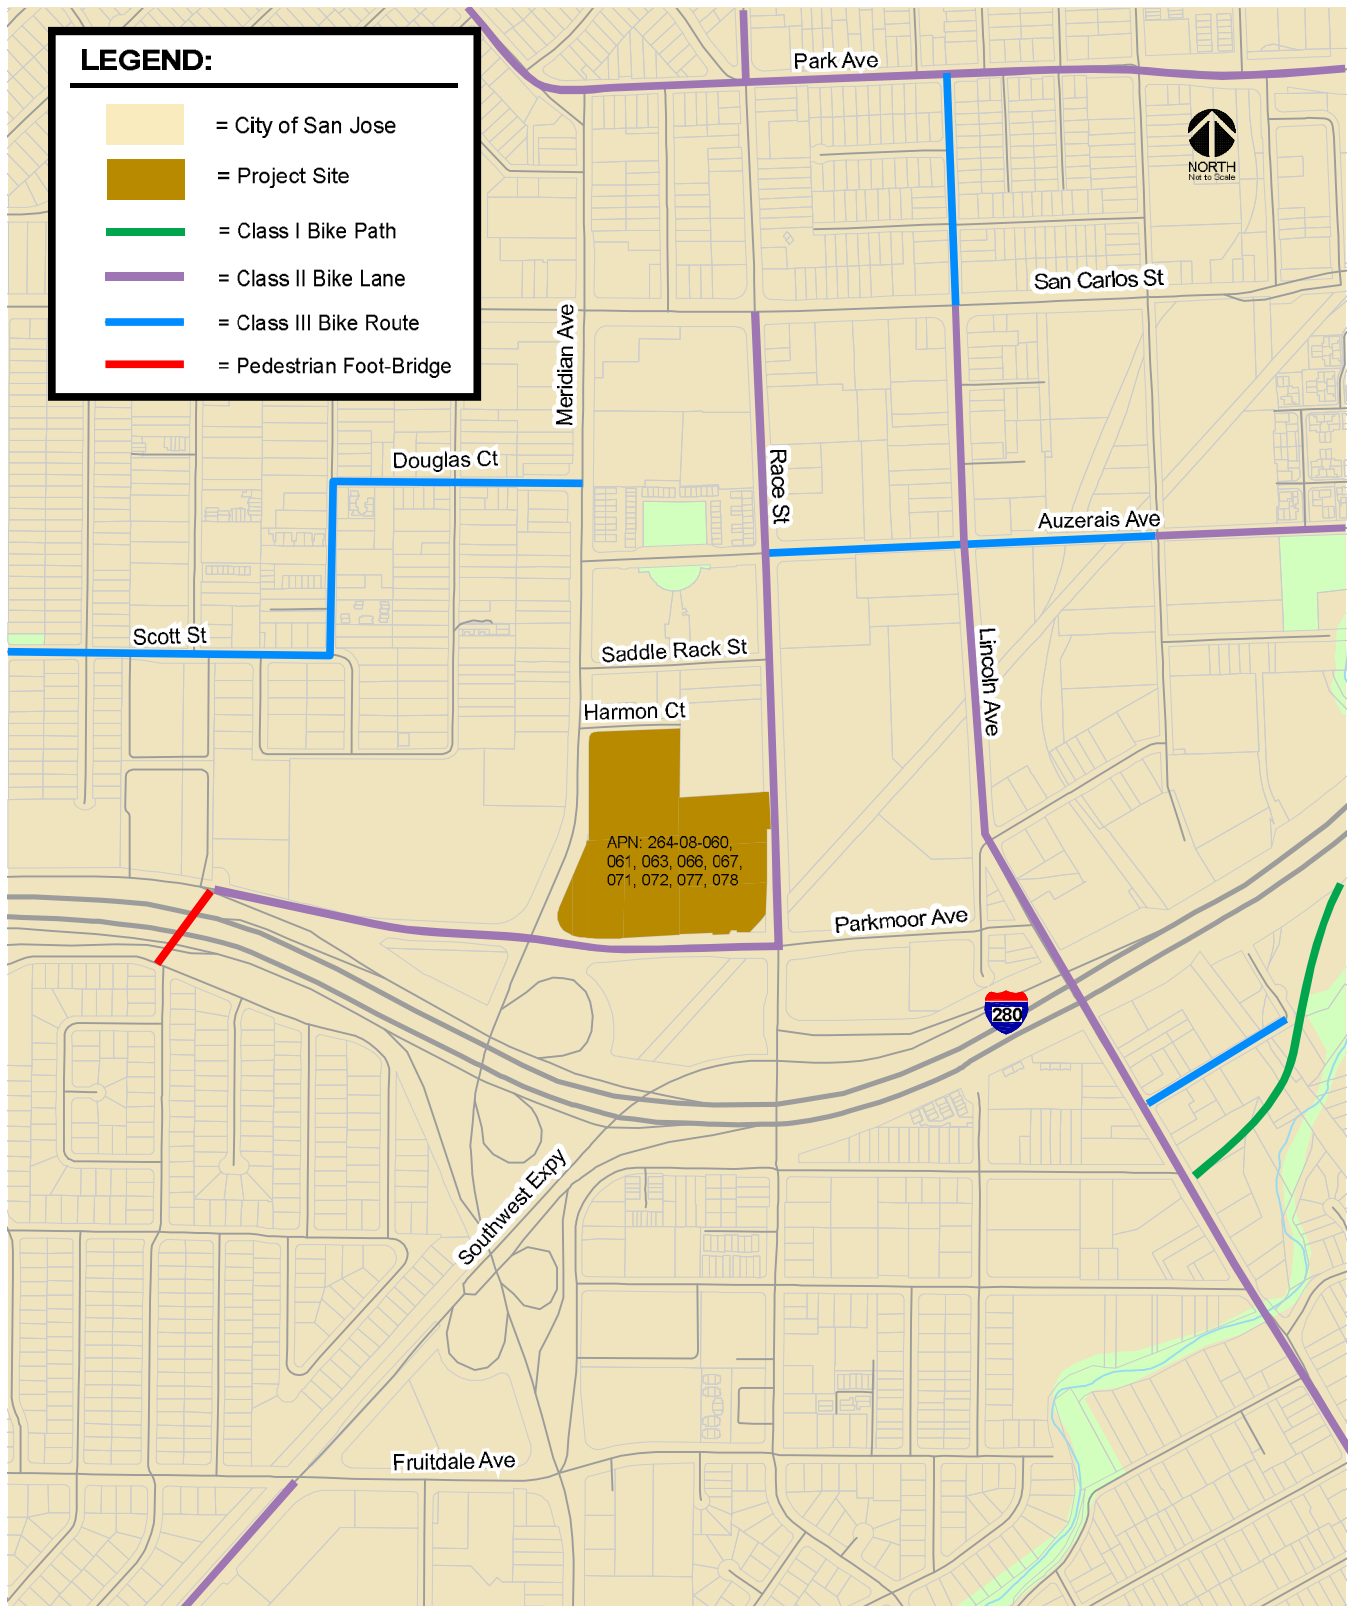 LEGEND:
= City of San Jose
= Project Site
= Class I Bike Path
= Class II Bike Lane
= Class III Bike Route
= Pedestrian Foot-Bridge
Park Ave
NORTH
Not to Scale
San Carlos St
Meridian Ave
Douglas Ct
Race St
Auzerais Ave
Scott St
Saddle Rack St
Lincoln Ave
Harmon Ct
APN: 264-08-060,
061, 063, 066, 067,
071, 072, 077, 078
Parkmoor Ave
280
Southwest Expy
Fruitdale Ave